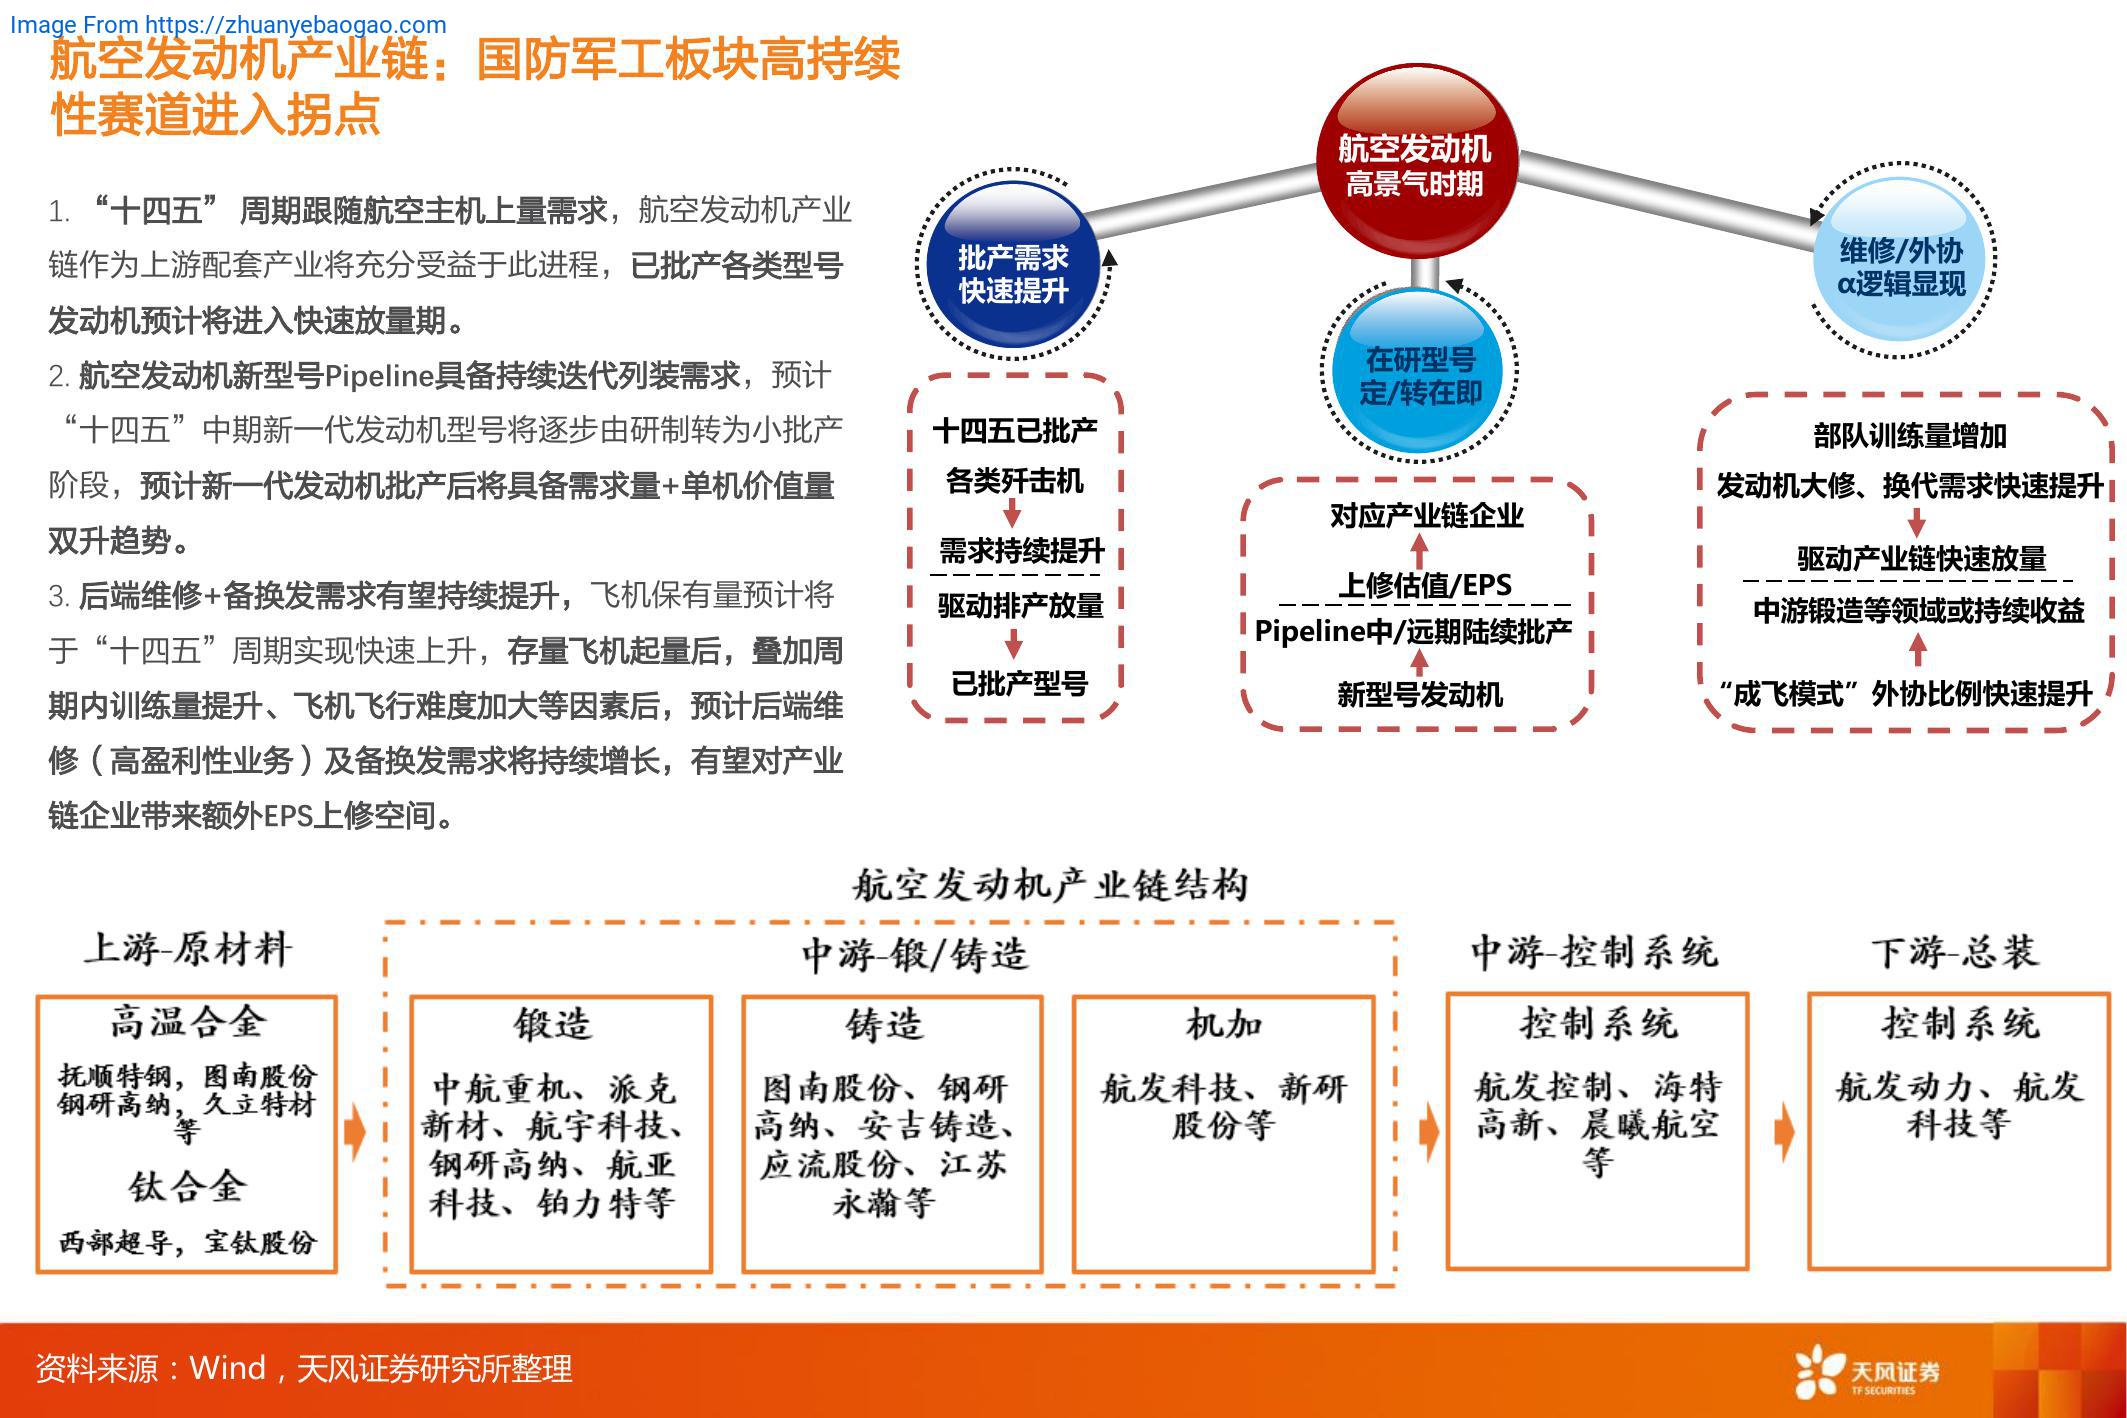 Image From https://zhuanyebaogao.com
航空发动机产业链：国防军工板块高持续
性赛道进入拐点
1. “十四五” 周期跟随航空主机上量需求，航空发动机产业
链作为上游配套产业将充分受益于此进程，已批产各类型号
发动机预计将进入快速放量期。
2. 航空发动机新型号Pipeline具备持续迭代列装需求，预计
“十四五”中期新一代发动机型号将逐步由研制转为小批产
阶段，预计新一代发动机批产后将具备需求量+单机价值量
双升趋势。
3. 后端维修+备换发需求有望持续提升，飞机保有量预计将
于“十四五”周期实现快速上升，存量飞机起量后，叠加周
期内训练量提升、飞机飞行难度加大等因素后，预计后端维
修（高盈利性业务）及备换发需求将持续增长，有望对产业
链企业带来额外EPS上修空间。
航空发动机
高景气时期
批产需求
快速提升
十四五已批产
各类歼击机
需求持续提升
驱动排产放量
已批产型号
在研型号
定/转在即
对应产业链企业
上修估值/EPS
Pipeline中/远期陆续批产
新型号发动机
维修/外协
α逻辑显现
部队训练量增加
发动机大修、换代需求快速提升
驱动产业链快速放量
中游锻造等领域或持续收益
“成飞模式”外协比例快速提升
航空发动机产业链结构
上游-原材料
高温合金
抚顺特钢，图南股份
钢研高纳，久立特材
等
钛合金
西部超导，宝钛股份
中游-锻/铸造
锻造
中航重机、派克
新材、航宇科技、
钢研高纳、航亚
科技、铂力特等
铸造
图南股份、钢研
高纳、安吉铸造、
应流股份、江苏
永瀚等
机加
航发科技、新研
股份等
中游-控制系统
控制系统
航发控制、海特
高新、晨曦航空
等
下游-总装
控制系统
航发动力、航发
科技等
资料来源：Wind，天风证券研究所整理
天风证券
TF SECURITIES